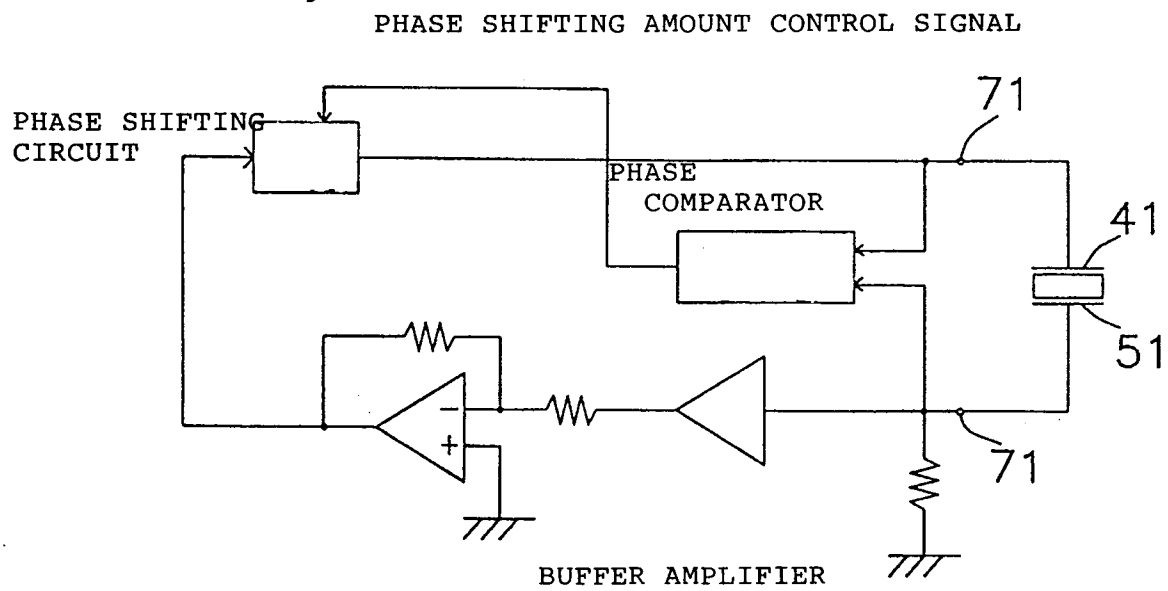 PHASE SHIFTING AMOUNT CONTROL SIGNAL
71
PHASE SHIFTING
CIRCUIT
PHASE
COMPARATOR
41
51
−
+
71
BUFFER AMPLIFIER